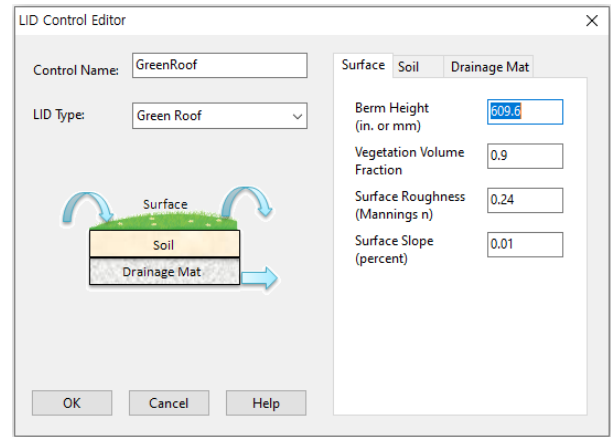 LID Control Editor
Control Name: GreenRoof
LID Type: Green Roof
Surface
Soil
Drainage Mat
OK Cancel Help
Surface Soil Drainage Mat
Berm Height
(in. or mm) 609.6
Vegetation Volume
Fraction 0.9
Surface Roughness
(Mannings n) 0.24
Surface Slope
(percent) 0.01